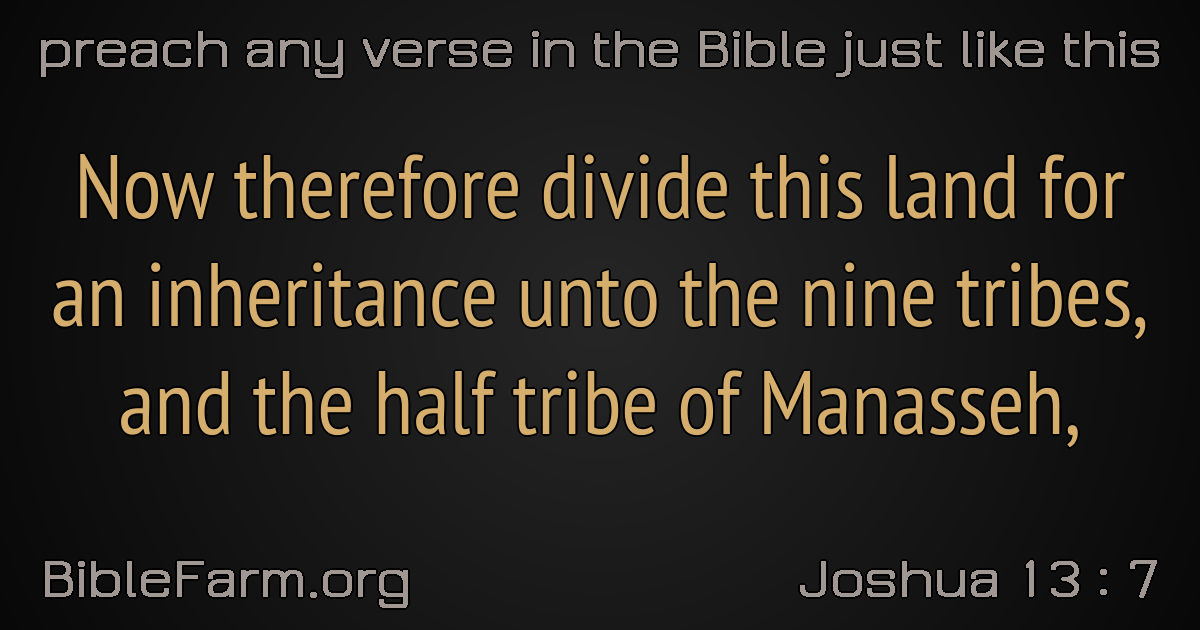 preach any verse in the Bible just like this
Now therefore divide this land for
an inheritance unto the nine tribes,
and the half tribe of Manasseh,
BibleFarm.org
Joshua 13 : 7